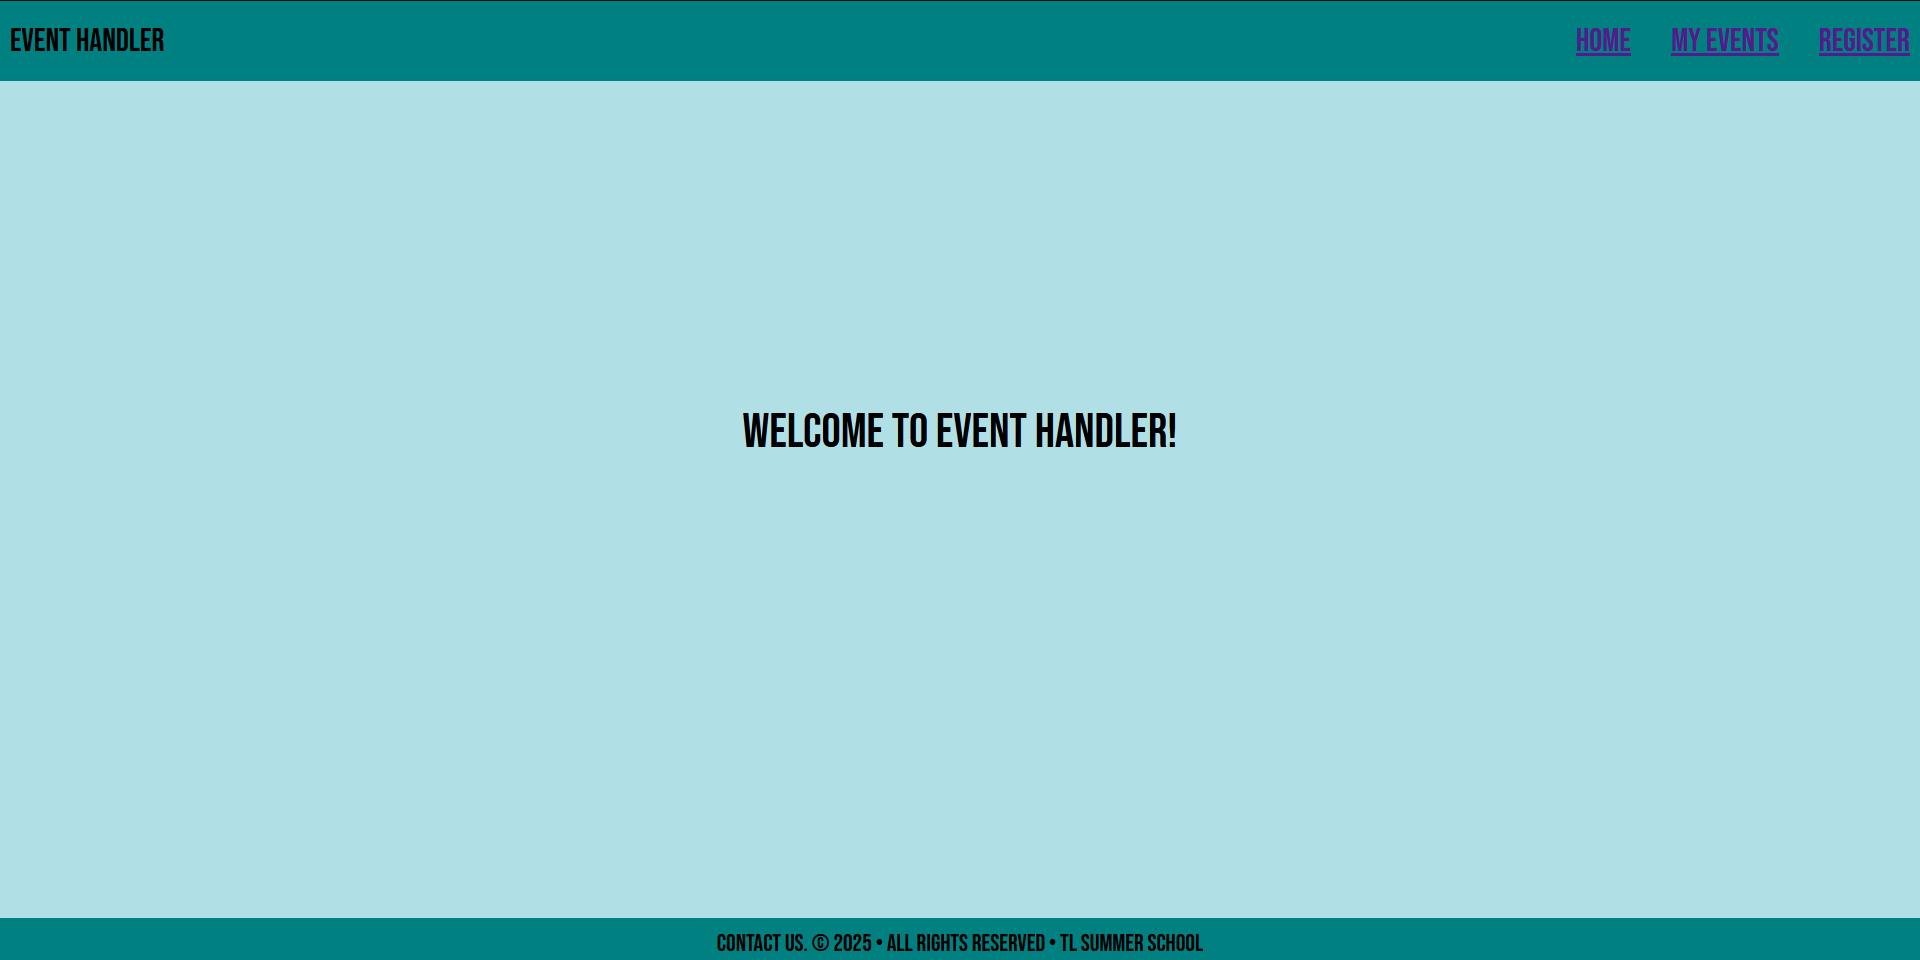 EVENT HANDLER
HOME MY EVENTS REGISTER
WELCOME TO EVENT HANDLER!
CONTACT US. © 2025 • ALL RIGHTS RESERVED • TL SUMMER SCHOOL